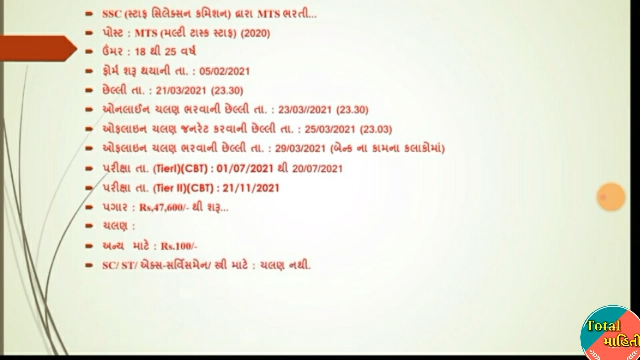 SSC (સ્ટાફ સિલેક્સન કમિશન) દ્વારા MTS ભરતી...
પોસ્ટ : MTS (મલ્ટી ટાસ્ક સ્ટાફ) (2020)
ઉંમર : 18 થી 25 વર્ષ
ફોર્મ શરૂ થયાની તા. : 05/02/2021
છેલ્લી તા. : 21/03/2021 (23.30)
ઓનલાઈન ચલણ ભરવાની છેલ્લી તા. : 23/03//2021 (23.30)
ઓફલાઇન ચલણ જનરેટ કરવાની છેલ્લી તા. : 25/03/2021 (23.03)
ઓફલાઇન ચલણ ભરવાની છેલ્લી તા. : 29/03/2021 (બેન્ક ના કામના કલાકોમાં)
પરીક્ષા તા. (TierI)(CBT) : 01/07/2021 થી 20/07/2021
પરીક્ષા તા. (Tier II)(CBT) : 21/11/2021
પગાર : Rs,47,600/- થી શરૂ...
ચલણ :
અન્ય માટે : Rs.100/-
SC/ ST/ એક્સ-સર્વિસમેન/ સ્ત્રી માટે : ચલણ નથી.
Total
માહિતી